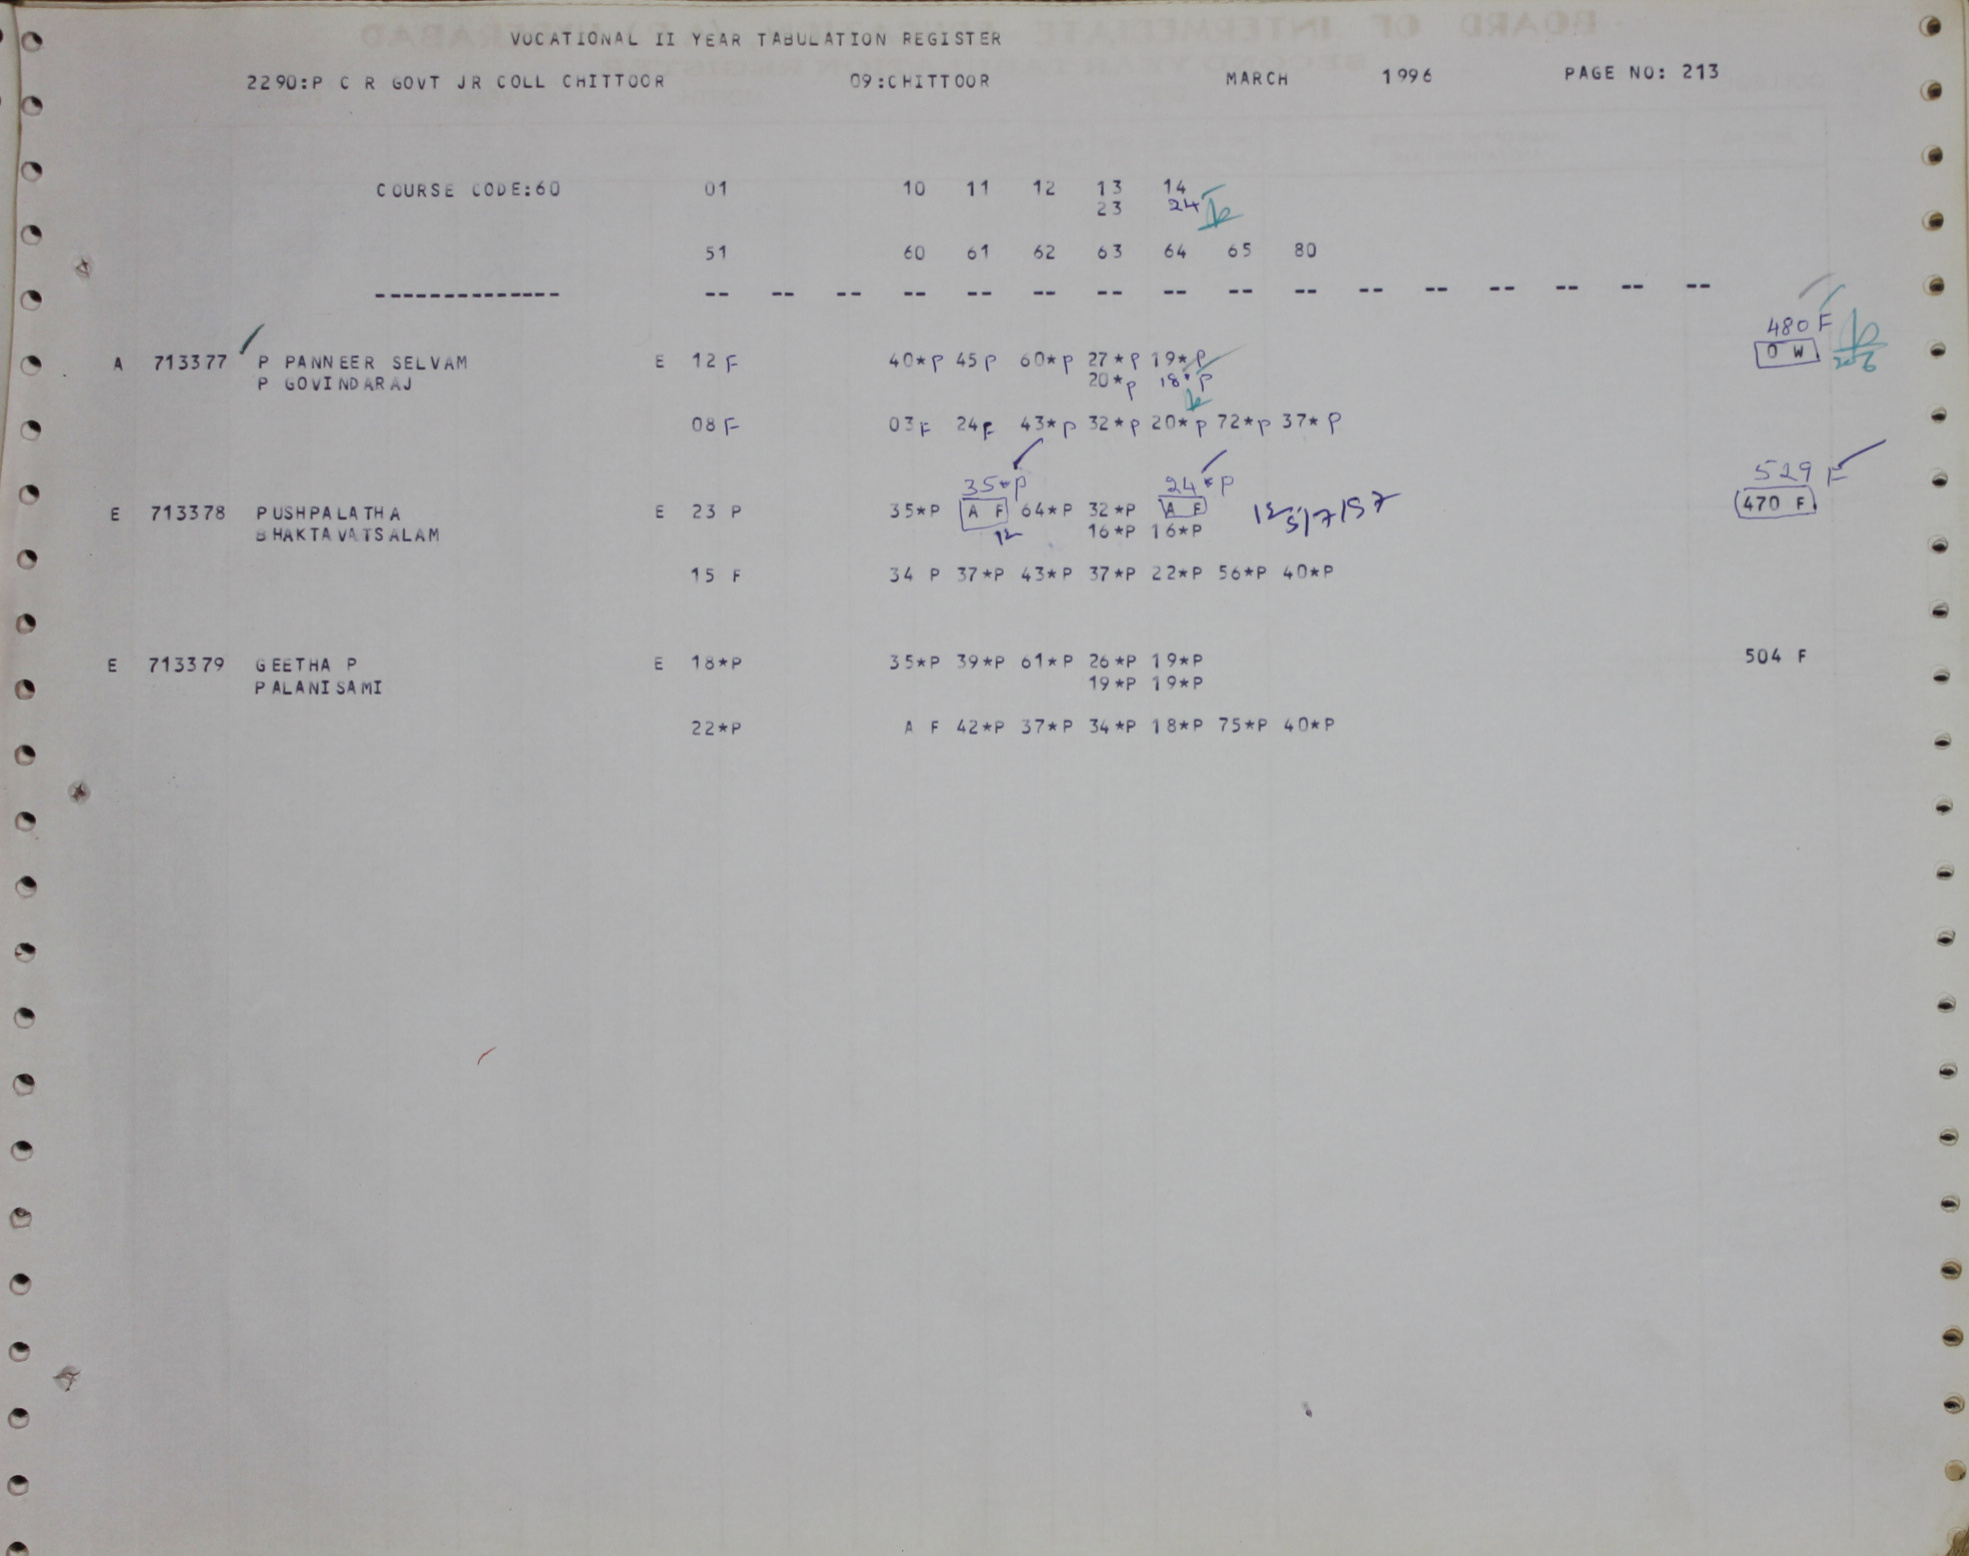 VOCATIONAL II YEAR TABULATION REGISTER
2290:P C R GOVT JR COLL CHITTOOR 09:CHITTOOR MARCH 1996 PAGE NO: 213
COURSE CODE:60 01 10 11 12 13 14
23 24
51 60 61 62 63 64 65 80
-------------- -- -- -- -- -- -- -- -- -- -- -- -- -- -- -- --
480 F
A 713377 P PANNEER SELVAM E 12 F 40*P 45 P 60*P 27*P 19*P 0 W
P GOVINDARAJ 20*P 18*P
08 F 03 F 24 F 43*P 32*P 20*P 72*P 37*P
35*P 24*P 529 F
E 713378 PUSHPALATHA E 23 P 35*P A F 64*P 32*P A F 470 F
BHAKTAVATSALAM 16*P 16*P
15 F 34 P 37*P 43*P 37*P 22*P 56*P 40*P
E 713379 GEETHA P E 18*P 35*P 39*P 61*P 26*P 19*P 504 F
PALANISAMI 19*P 19*P
22*P A F 42*P 37*P 34*P 18*P 75*P 40*P